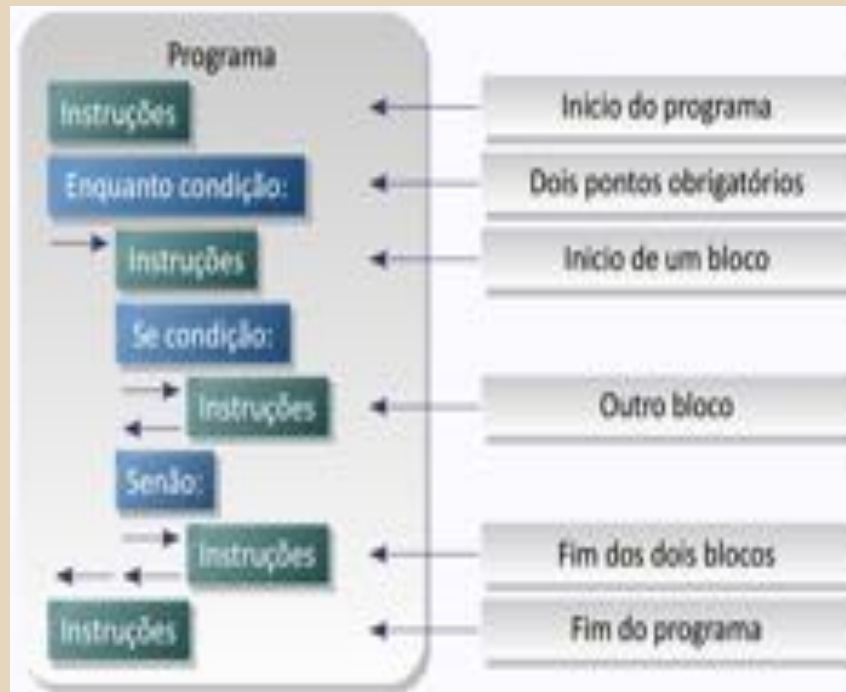 Programa
Instruções
Inicio do programa
Enquanto condição:
Dois pontos obrigatórios
Instruções
Inicio de um bloco
Se condição:
Instruções
Outro bloco
Senão:
Instruções
Fim dos dois blocos
Instruções
Fim do programa